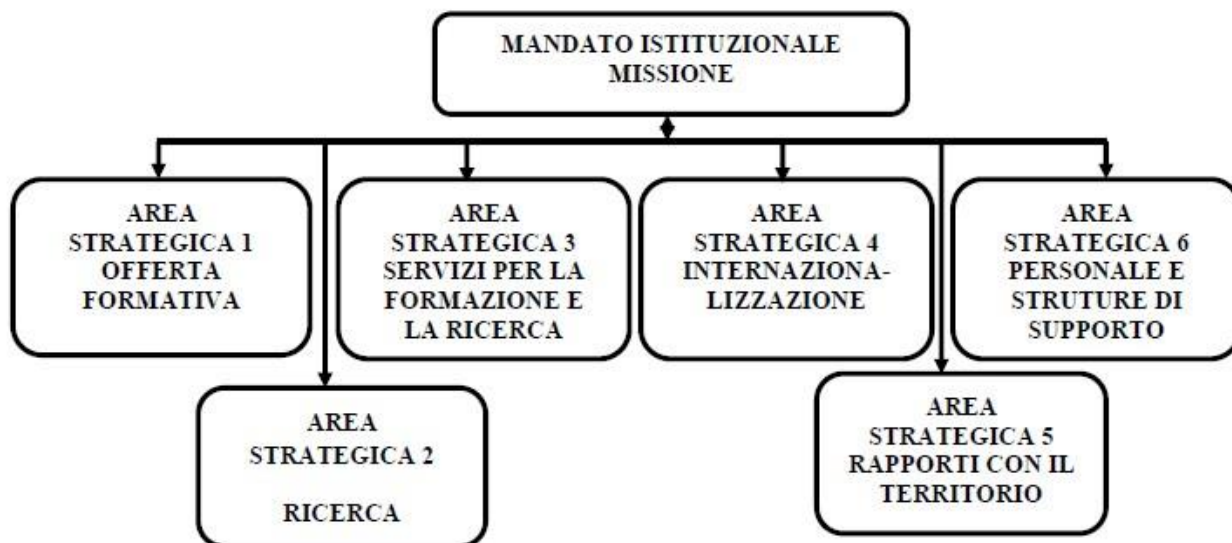 MANDATO ISTITUZIONALE
MISSIONE
AREA
STRATEGICA 1
OFFERTA
FORMATIVA
AREA
STRATEGICA 3
SERVIZI PER LA
FORMAZIONE E
LA RICERCA
AREA
STRATEGICA 4
INTERNAZIONA-
LIZZAZIONE
AREA
STRATEGICA 6
PERSONALE E
STRUTURE DI
SUPPORTO
AREA
STRATEGICA 2
RICERCA
AREA
STRATEGICA 5
RAPPORTI CON IL
TERRITORIO